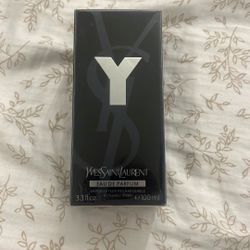 Y
YVESSAINTLAURENT
EAU DE PARFUM
3.3 fl.oz. e 100 ml